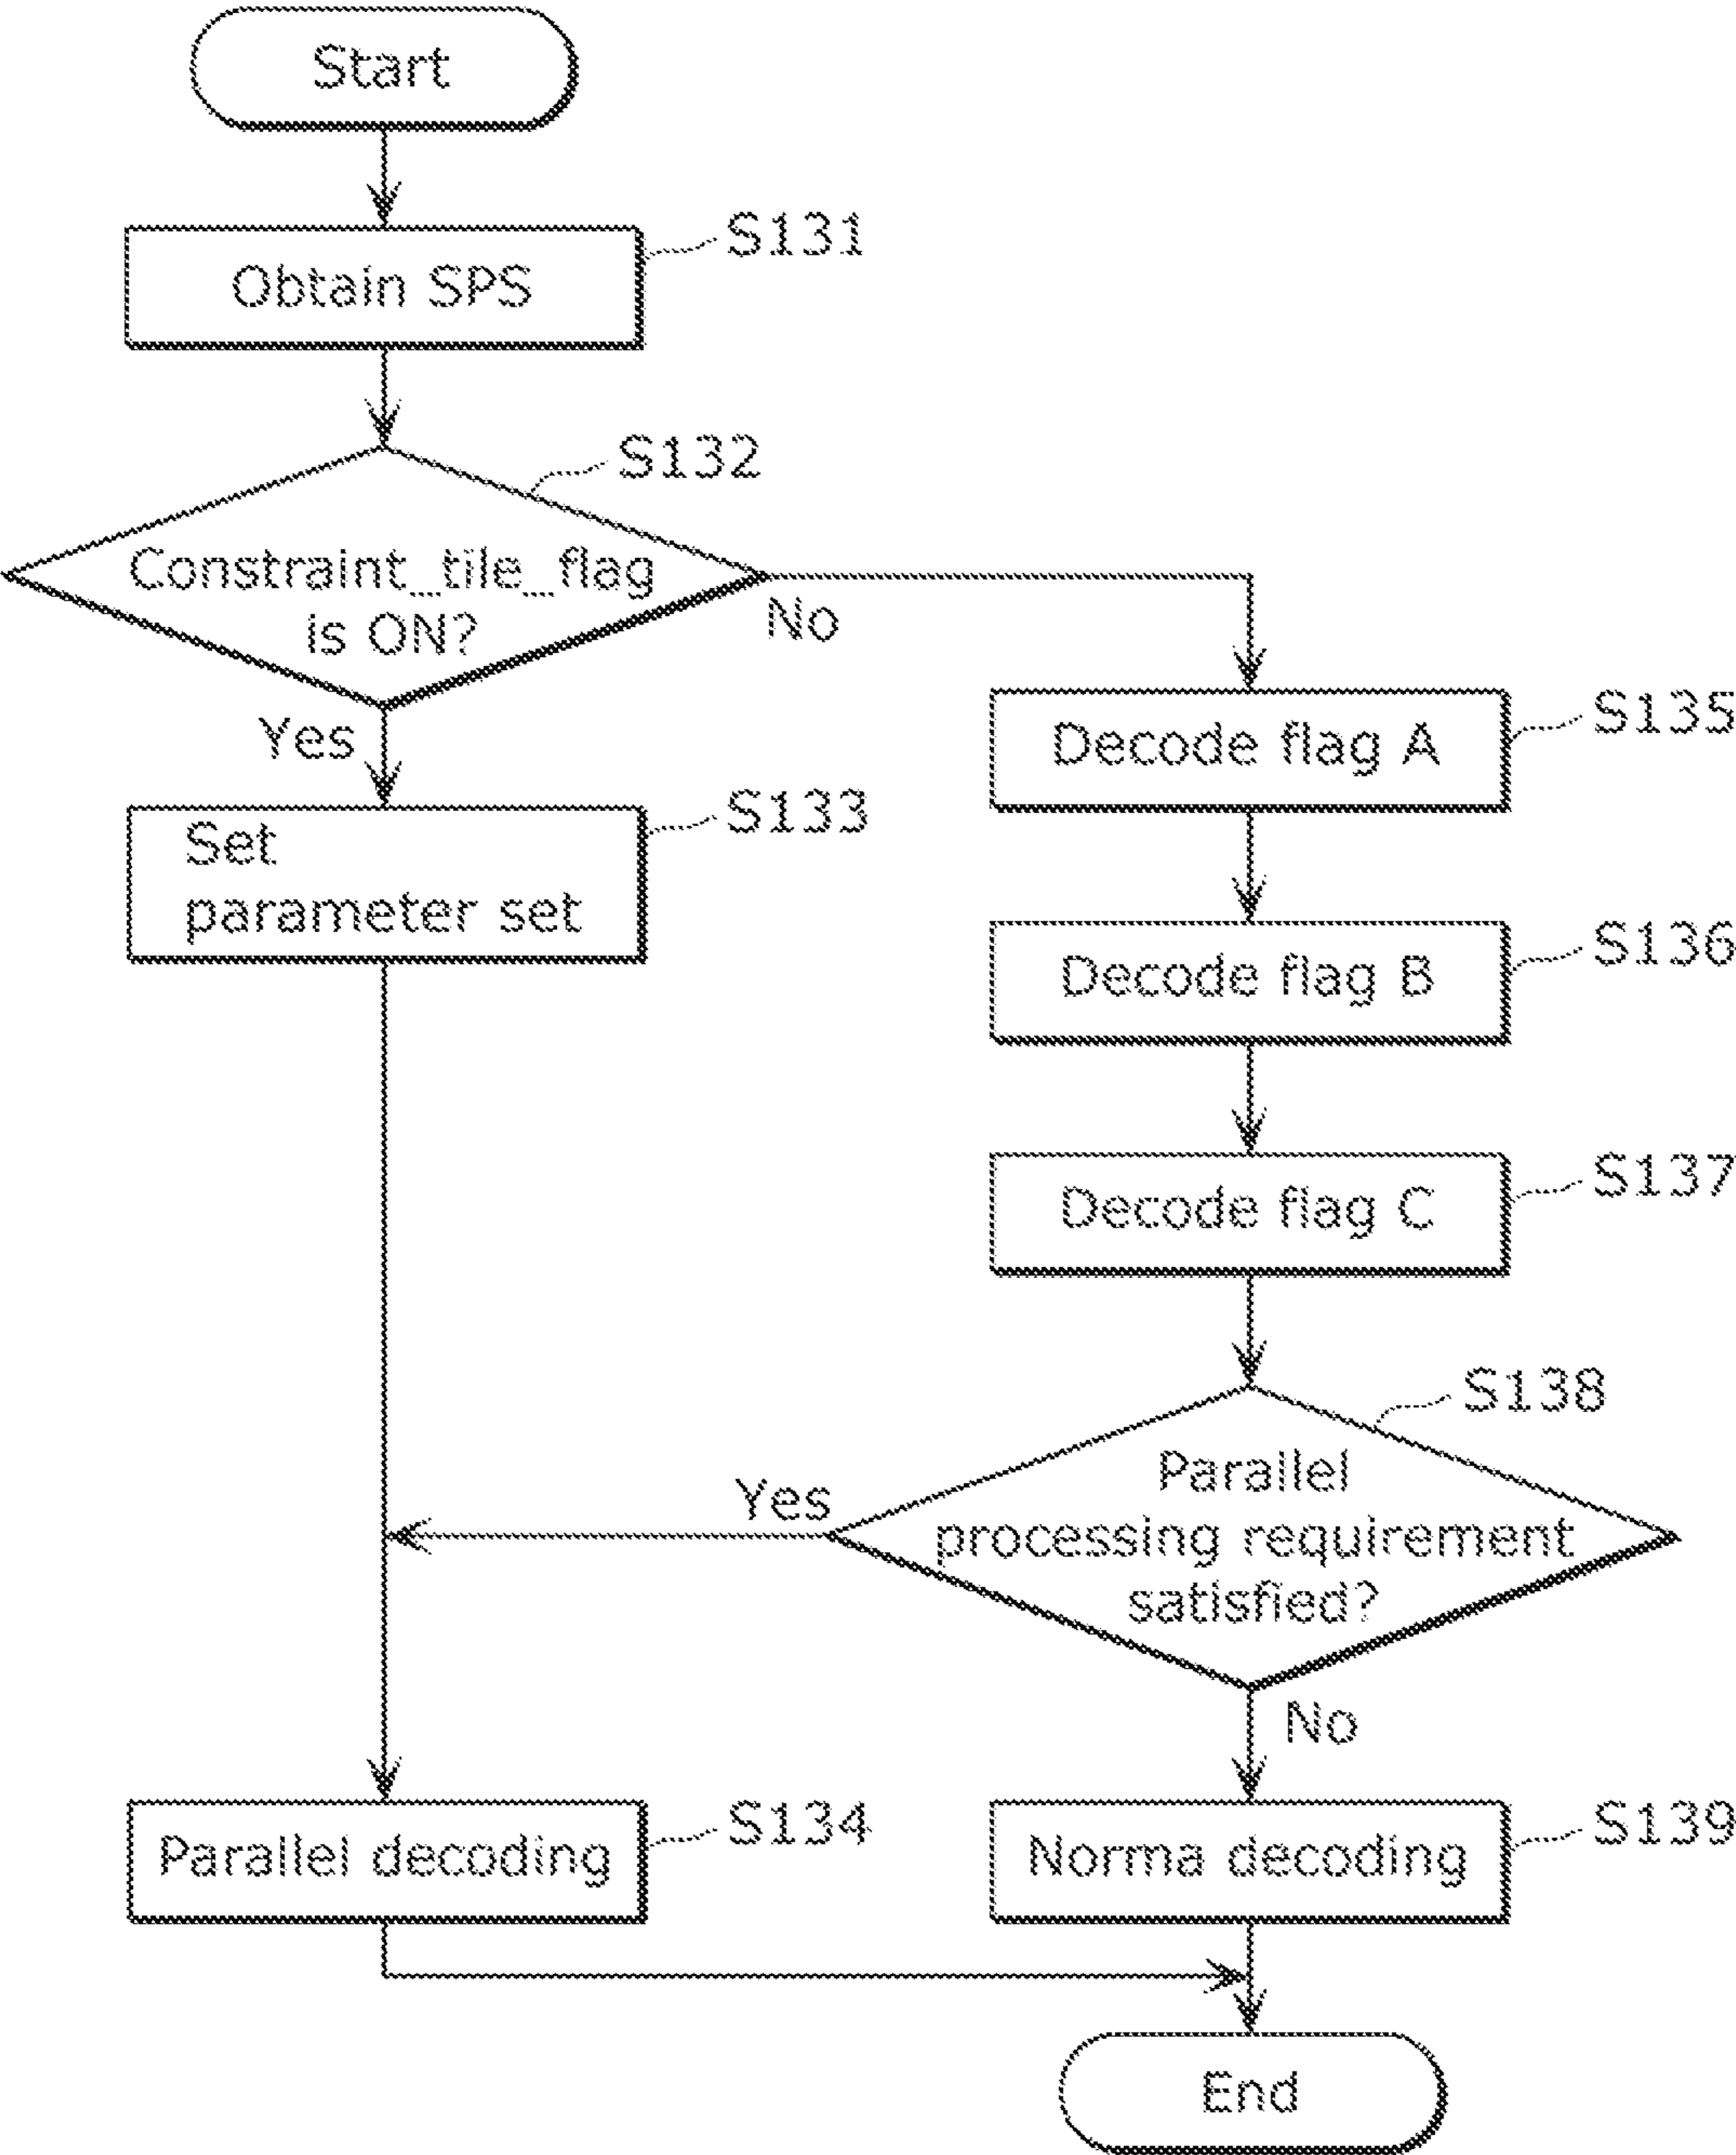 Start
S131
Obtain SPS
S132
Constraint_tile_flag
is ON?
No
Yes
S135
Decode flag A
S133
Set
parameter set
S136
Decode flag B
S137
Decode flag C
S138
Parallel
processing requirement
satisfied?
Yes
No
S134
Parallel decoding
S139
Norma decoding
End